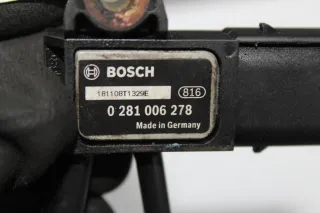 BOSCH
181108T1329E 816
0 281 006 278
Made in Germany